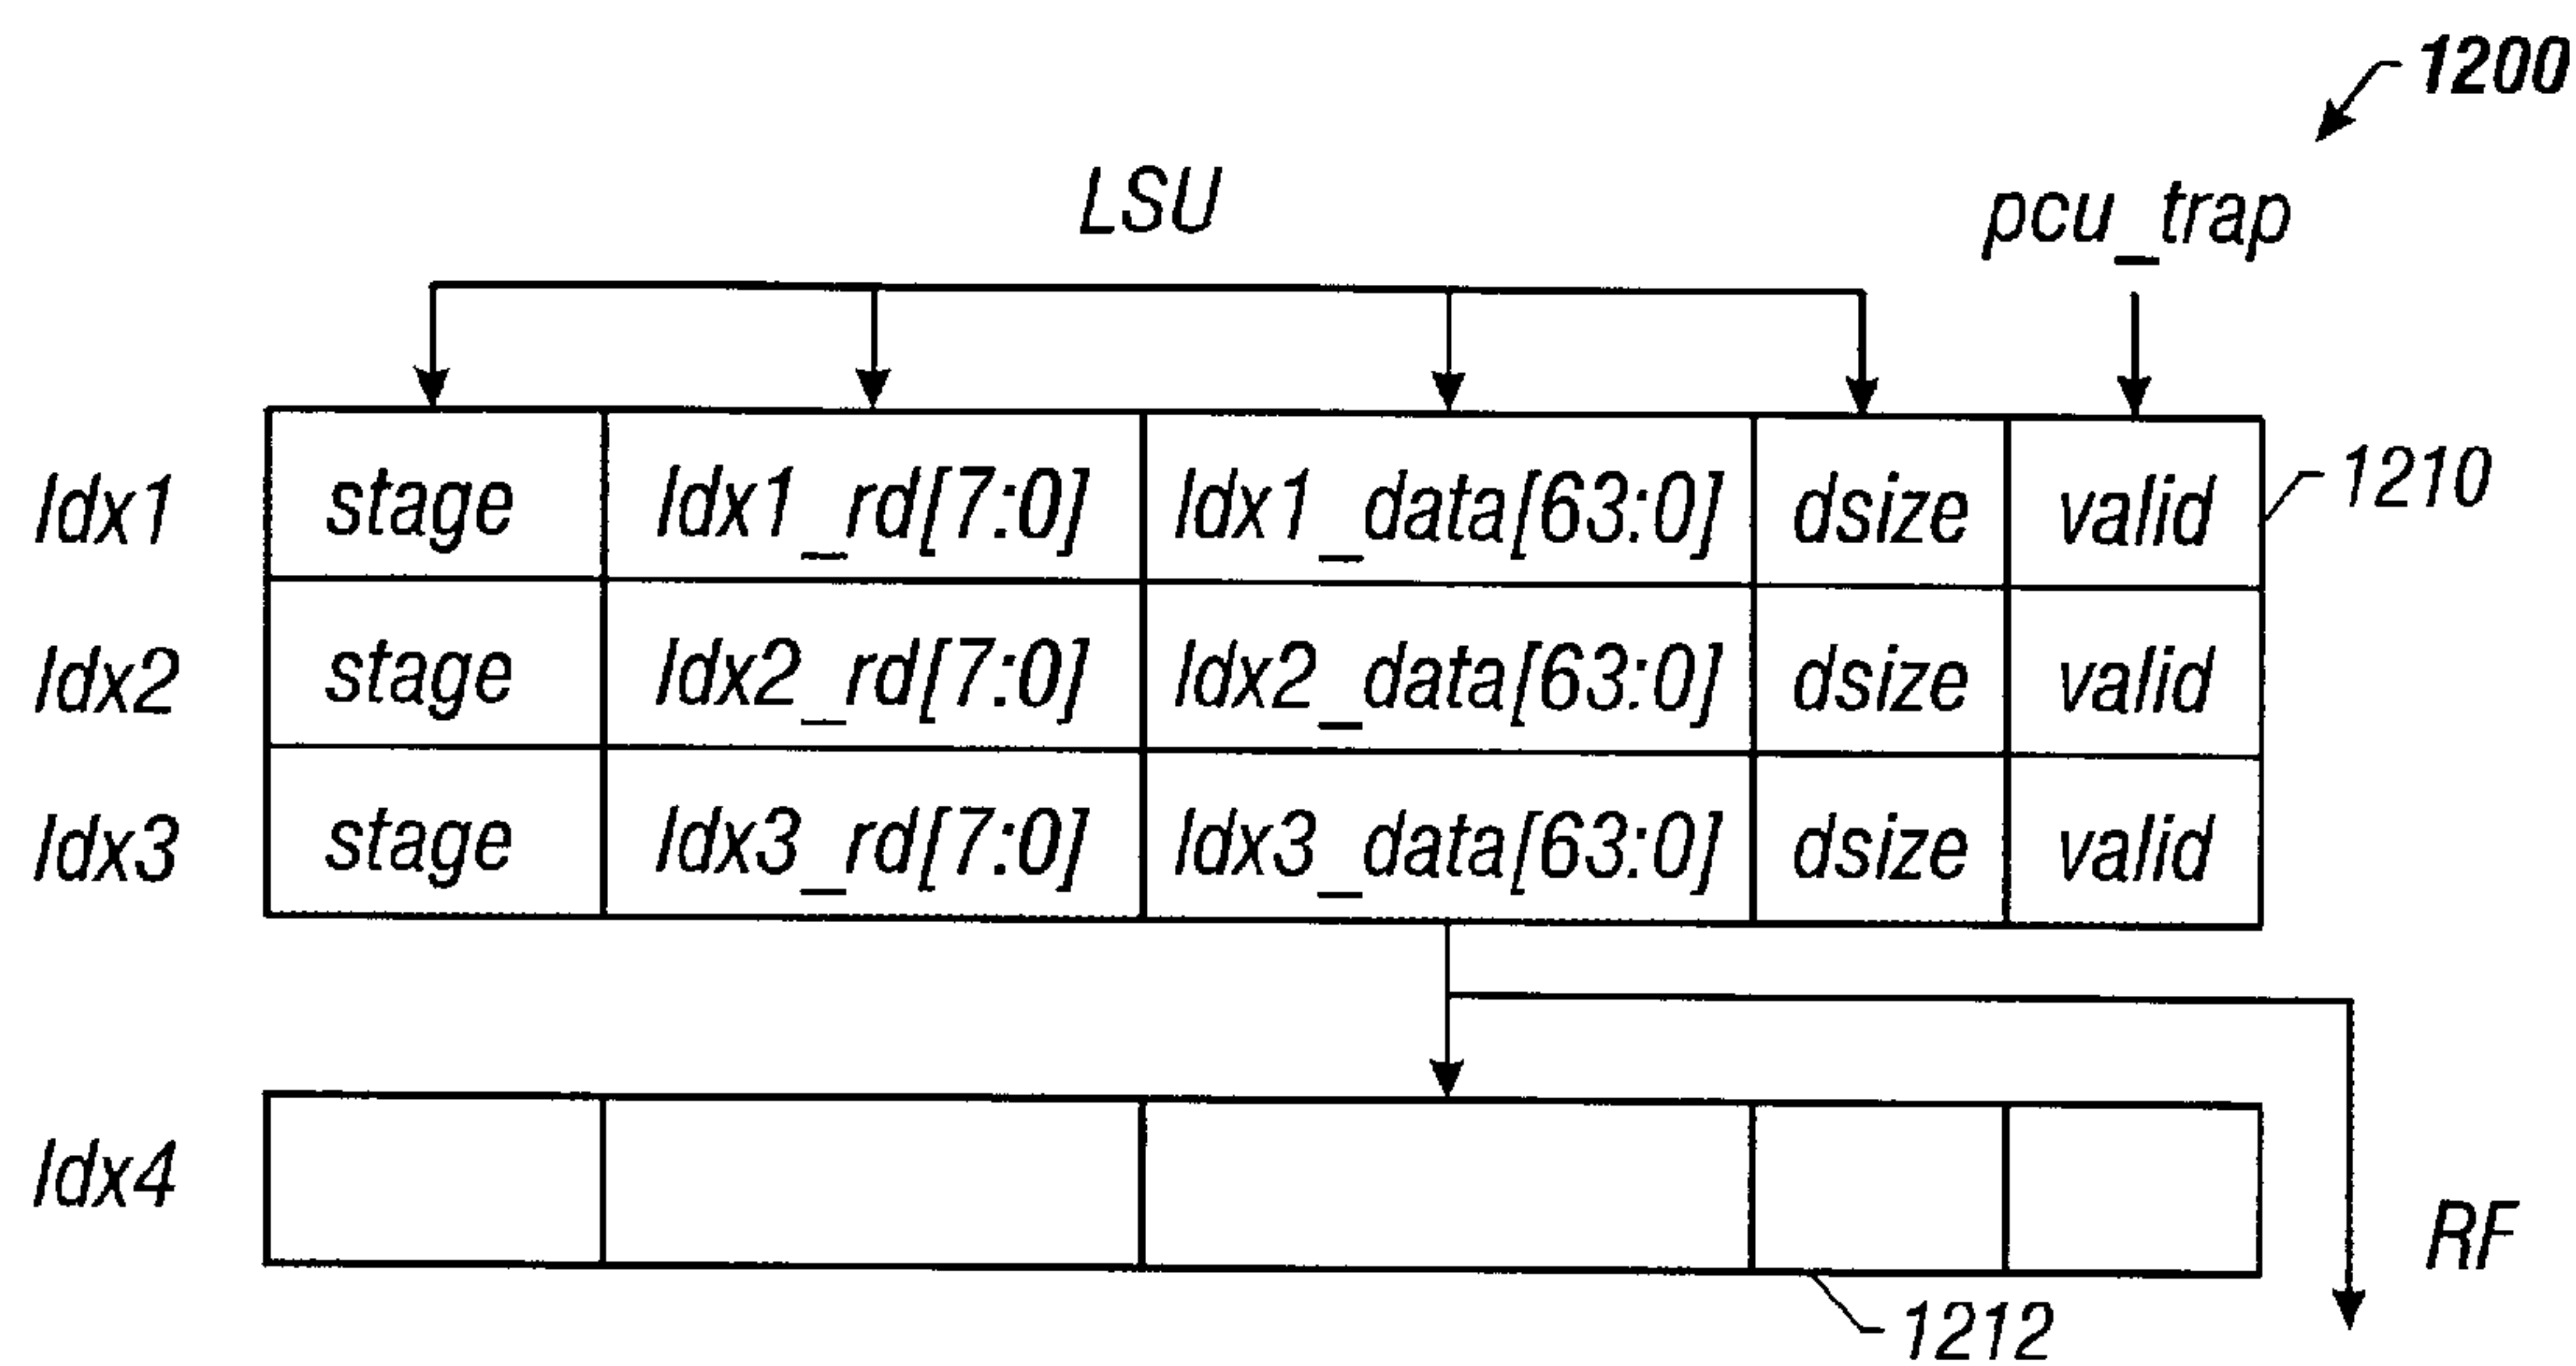 1200
LSU
pcu_trap
ldx1 stage ldx1_rd[7:0] ldx1_data[63:0] dsize valid 1210
ldx2 stage ldx2_rd[7:0] ldx2_data[63:0] dsize valid
ldx3 stage ldx3_rd[7:0] ldx3_data[63:0] dsize valid
ldx4
RF
1212